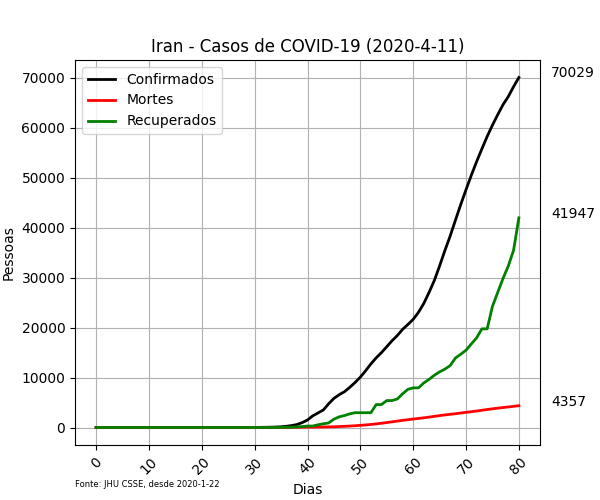 Iran - Casos de COVID-19 (2020-4-11)
Confirmados
Mortes
Recuperados
Pessoas
70000
60000
50000
40000
30000
20000
10000
0
70029
41947
4357
0
10
20
30
40
50
60
70
80
Dias
Fonte: JHU CSSE, desde 2020-1-22